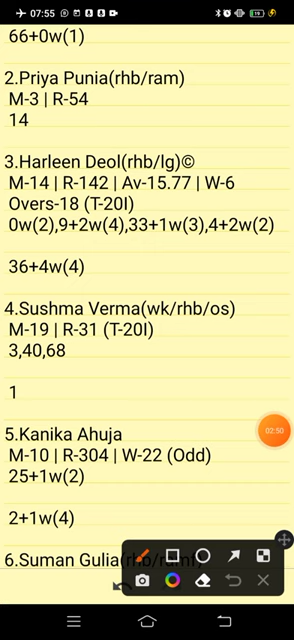 07:55
19
66+0w(1)
2.Priya Punia(rhb/ram)
M-3 | R-54
14
3.Harleen Deol(rhb/lg)©
M-14 | R-142 | Av-15.77 | W-6
Overs-18 (T-20I)
0w(2),9+2w(4),33+1w(3),4+2w(2)
36+4w(4)
4.Sushma Verma(wk/rhb/os)
M-19 | R-31 (T-20I)
3,40,68
1
5.Kanika Ahuja
M-10 | R-304 | W-22 (Odd)
25+1w(2)
02:50
2+1w(4)
6.Suman Gulia(rhb/ramf)